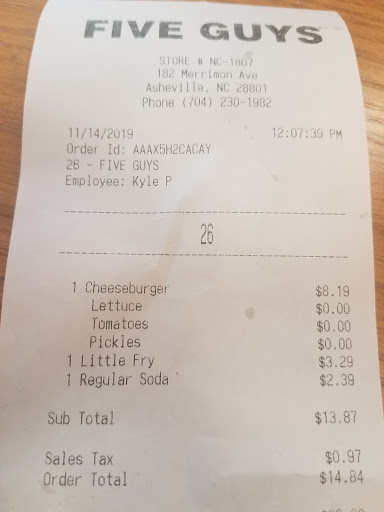 FIVE GUYS
STORE # NC-1807
182 Merrimon Ave
Asheville, NC 28801
Phone (704) 230-1982
11/14/2019 12:07:39 PM
Order Id: AAAX5H2CACAY
26 - FIVE GUYS
Employee: Kyle P
26
1 Cheeseburger $8.19
Lettuce $0.00
Tomatoes $0.00
Pickles $0.00
1 Little Fry $3.29
1 Regular Soda $2.39
Sub Total $13.87
Sales Tax $0.97
Order Total $14.84